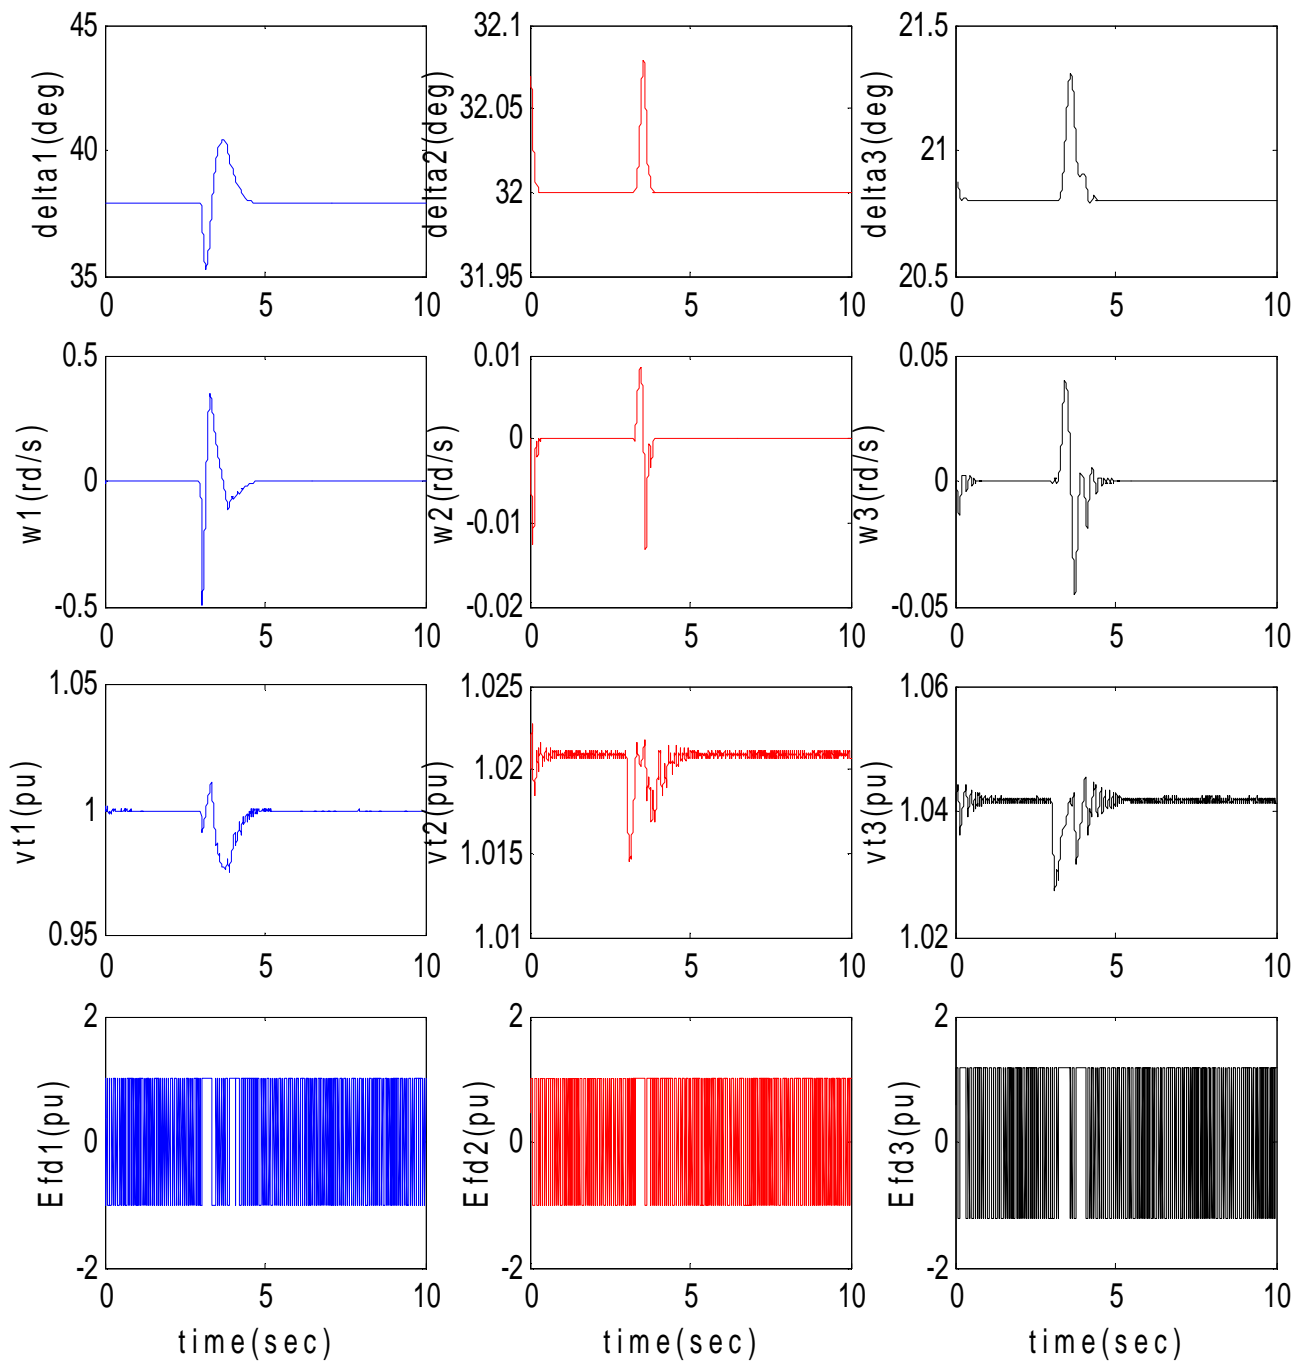 45
40
35
delta1(deg)
0 5 10
32.1
32.05
32
31.95
delta2(deg)
0 5 10
21.5
21
20.5
delta3(deg)
0 5 10
0.5
0
-0.5
w1(rd/s)
0 5 10
0.01
0
-0.01
-0.02
w2(rd/s)
0 5 10
0.05
0
-0.05
w3(rd/s)
0 5 10
1.05
1
0.95
vt1(pu)
0 5 10
1.025
1.02
1.015
1.01
vt2(pu)
0 5 10
1.06
1.04
1.02
vt3(pu)
0 5 10
2
0
-2
Efd1(pu)
0 5 10
time(sec)
2
0
-2
Efd2(pu)
0 5 10
time(sec)
2
0
-2
Efd3(pu)
0 5 10
time(sec)